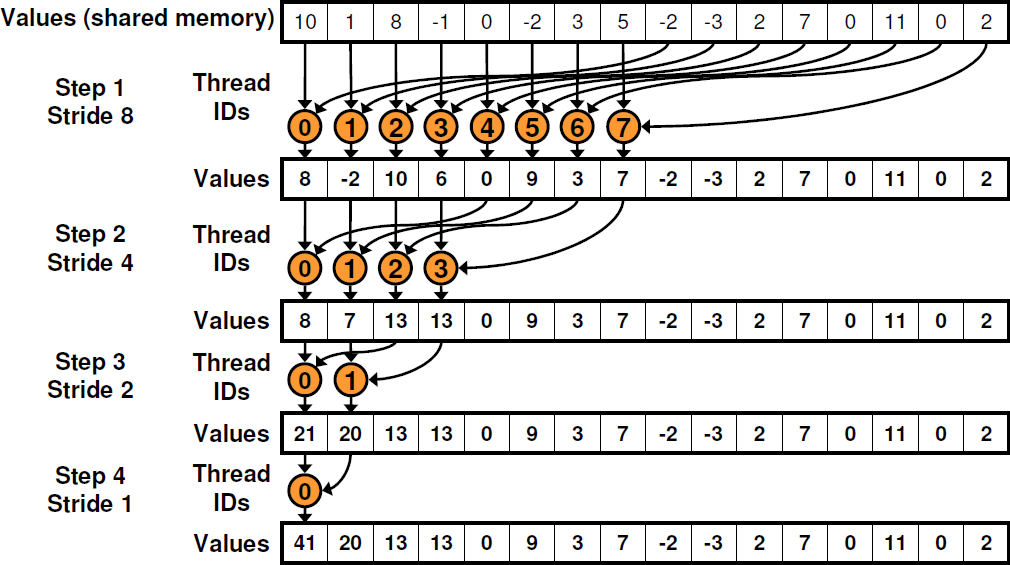 Values (shared memory) 10 1 8 -1 0 -2 3 5 -2 -3 2 7 0 11 0 2
Step 1 Thread
Stride 8 IDs
0 1 2 3 4 5 6 7
Values 8 -2 10 6 0 9 3 7 -2 -3 2 7 0 11 0 2
Step 2 Thread
Stride 4 IDs
0 1 2 3
Values 8 7 13 13 0 9 3 7 -2 -3 2 7 0 11 0 2
Step 3 Thread
Stride 2 IDs
0 1
Values 21 20 13 13 0 9 3 7 -2 -3 2 7 0 11 0 2
Step 4 Thread
Stride 1 IDs
0
Values 41 20 13 13 0 9 3 7 -2 -3 2 7 0 11 0 2